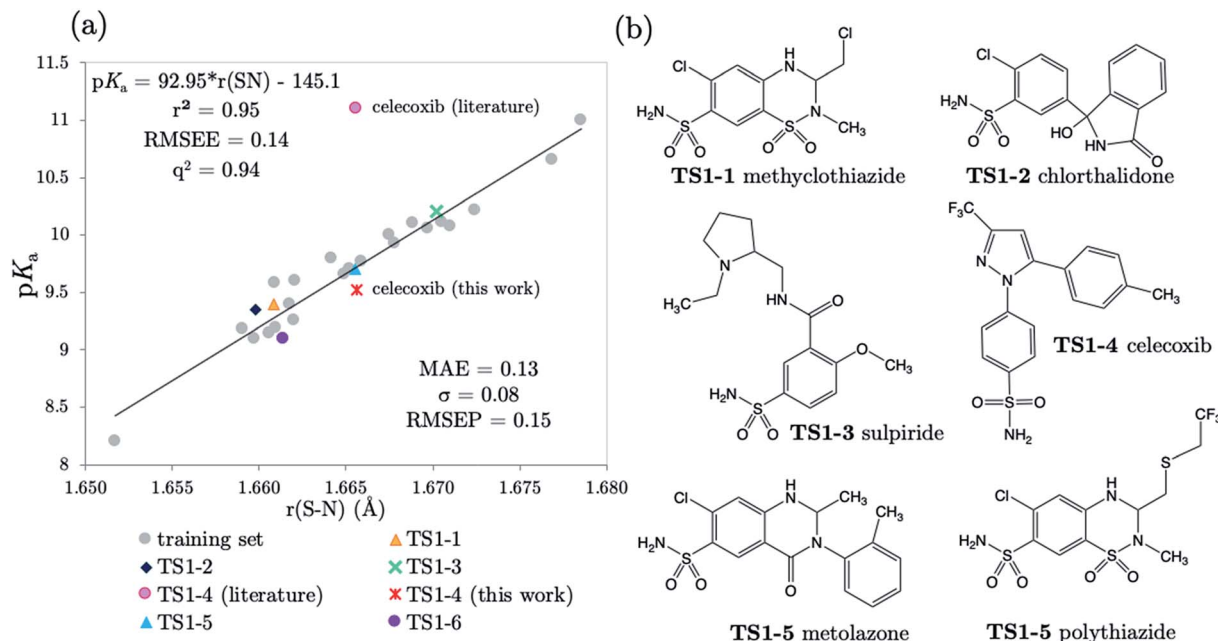 (a)
pKa = 92.95*r(SN) - 145.1
r² = 0.95
RMSEE = 0.14
q² = 0.94
celecoxib (literature)
celecoxib (this work)
MAE = 0.13
σ = 0.08
RMSEP = 0.15
pKa
11.5
11
10.5
10
9.5
9
8.5
8
1.650 1.655 1.660 1.665 1.670 1.675 1.680
r(S-N) (Å)
training set
TS1-1
TS1-2
TS1-3
TS1-4 (literature)
TS1-4 (this work)
TS1-5
TS1-6
(b)
Cl
Cl
H
N
H2N
S
O O
S
O O
N
CH3
TS1-1 methyclothiazide
Cl
H2N
S
O
O
HO
NH
O
TS1-2 chlorthalidone
N
H3C
NH
O
O
CH3
H2N
S
O O
TS1-3 sulpiride
F3C
N
N
CH3
O S O
NH2
TS1-4 celecoxib
Cl
H
N
CH3
CH3
N
O
H2N
S
O O
TS1-5 metolazone
CF3
S
Cl
H
N
H2N
S
O O
S
O O
N
CH3
TS1-5 polythiazide